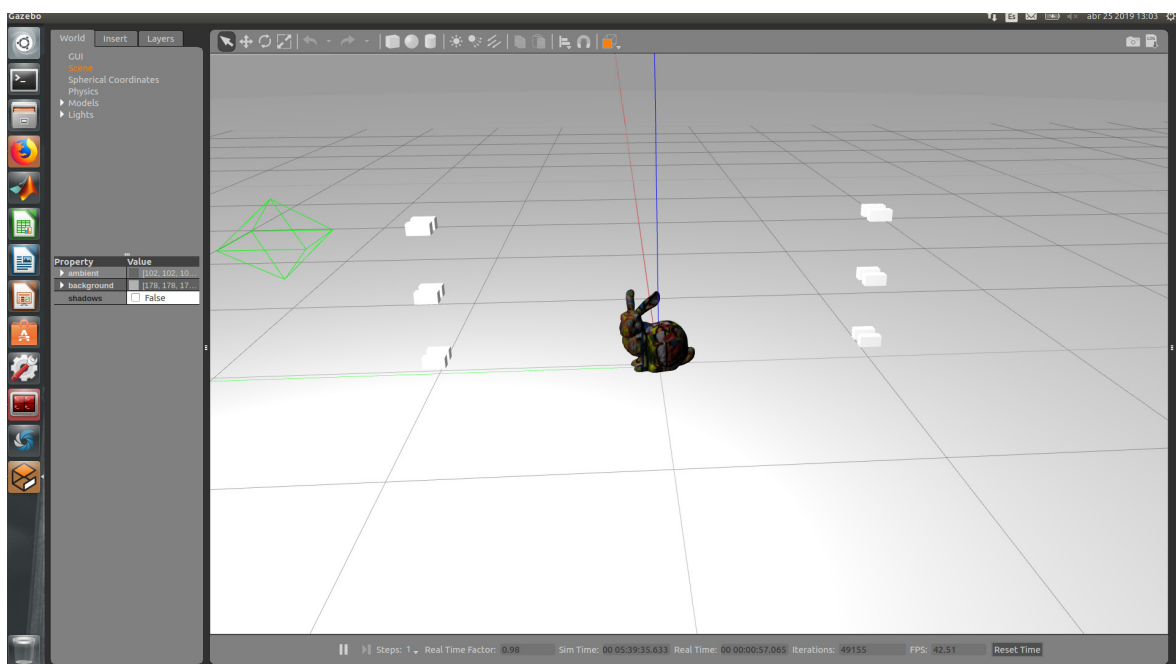 Gazebo
Es
abr 25 2019 13:03
World Insert Layers
GUI
Scene
Spherical Coordinates
Physics
Models
Lights
Property Value
ambient [102, 102, 10...
background [178, 178, 17...
shadows False
Steps: 1 Real Time Factor: 0.98 Sim Time: 00 05:39:35.633 Real Time: 00 00:00:57.065 Iterations: 49155 FPS: 42.51 Reset Time